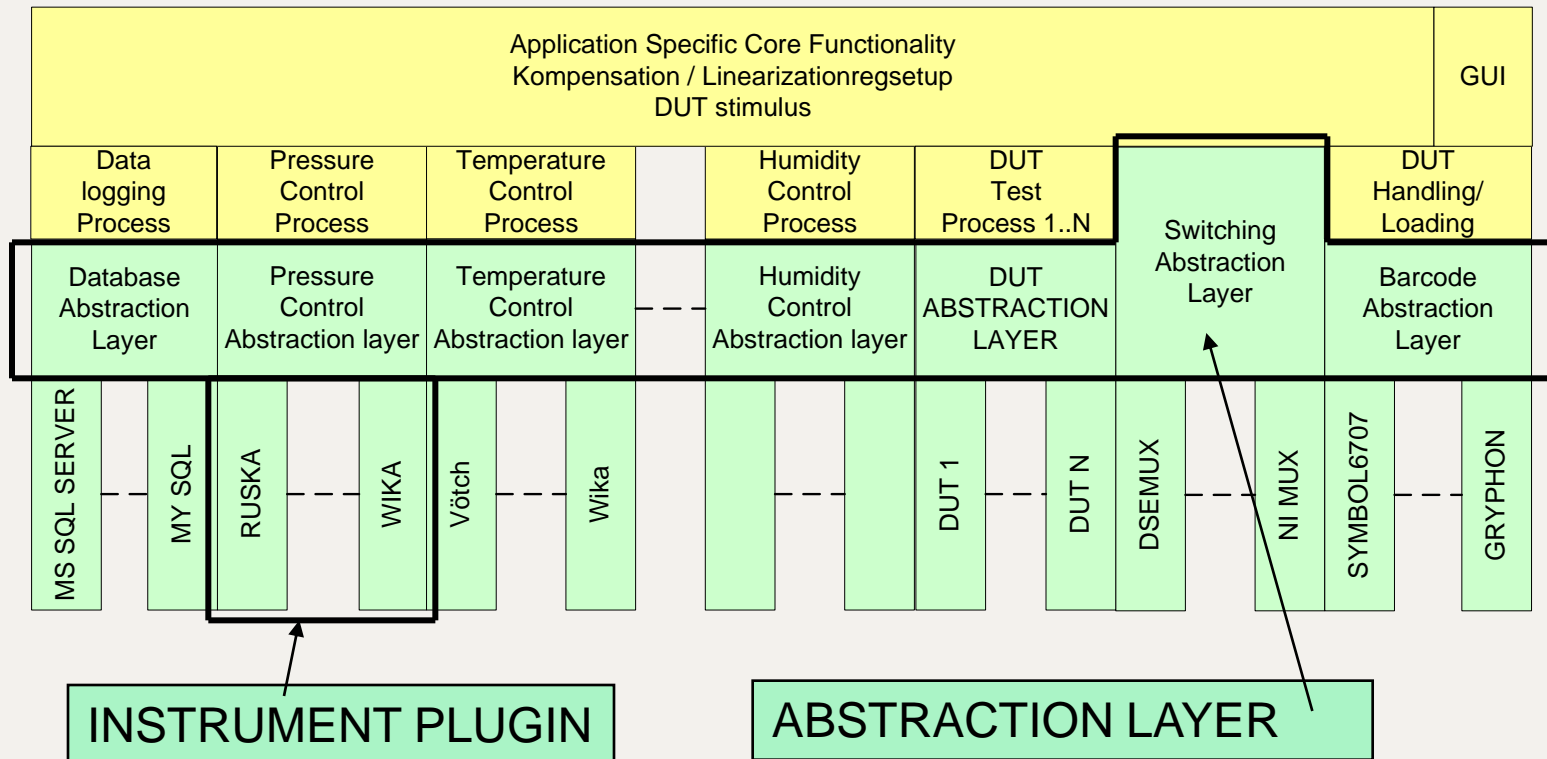 Application Specific Core Functionality
Kompensation / Linearizationregsetup
DUT stimulus
GUI
Data
logging
Process
Pressure
Control
Process
Temperature
Control
Process
Humidity
Control
Process
DUT
Test
Process 1..N
DUT
Handling/
Loading
Database
Abstraction
Layer
Pressure
Control
Abstraction layer
Temperature
Control
Abstraction layer
Humidity
Control
Abstraction layer
DUT
ABSTRACTION
LAYER
Switching
Abstraction
Layer
Barcode
Abstraction
Layer
MS SQL SERVER
MY SQL
RUSKA
WIKA
Vötch
Wika
DUT 1
DUT N
DSEMUX
NI MUX
SYMBOL6707
GRYPHON
INSTRUMENT PLUGIN
ABSTRACTION LAYER